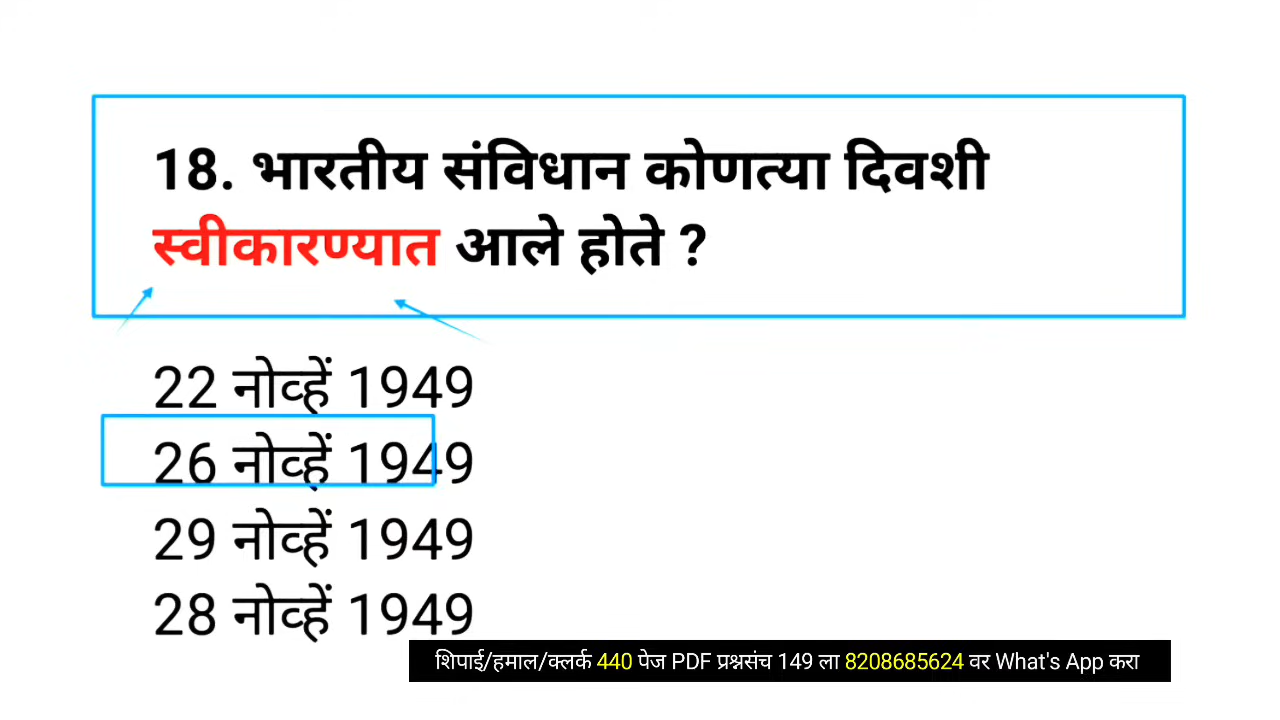 18. भारतीय संविधान कोणत्या दिवशी
स्वीकारण्यात आले होते ?
22 नोव्हें 1949
26 नोव्हें 1949
29 नोव्हें 1949
28 नोव्हें 1949
शिपाई/हमाल/क्लर्क 440 पेज PDF प्रश्नसंच 149 ला 8208685624 वर What's App करा